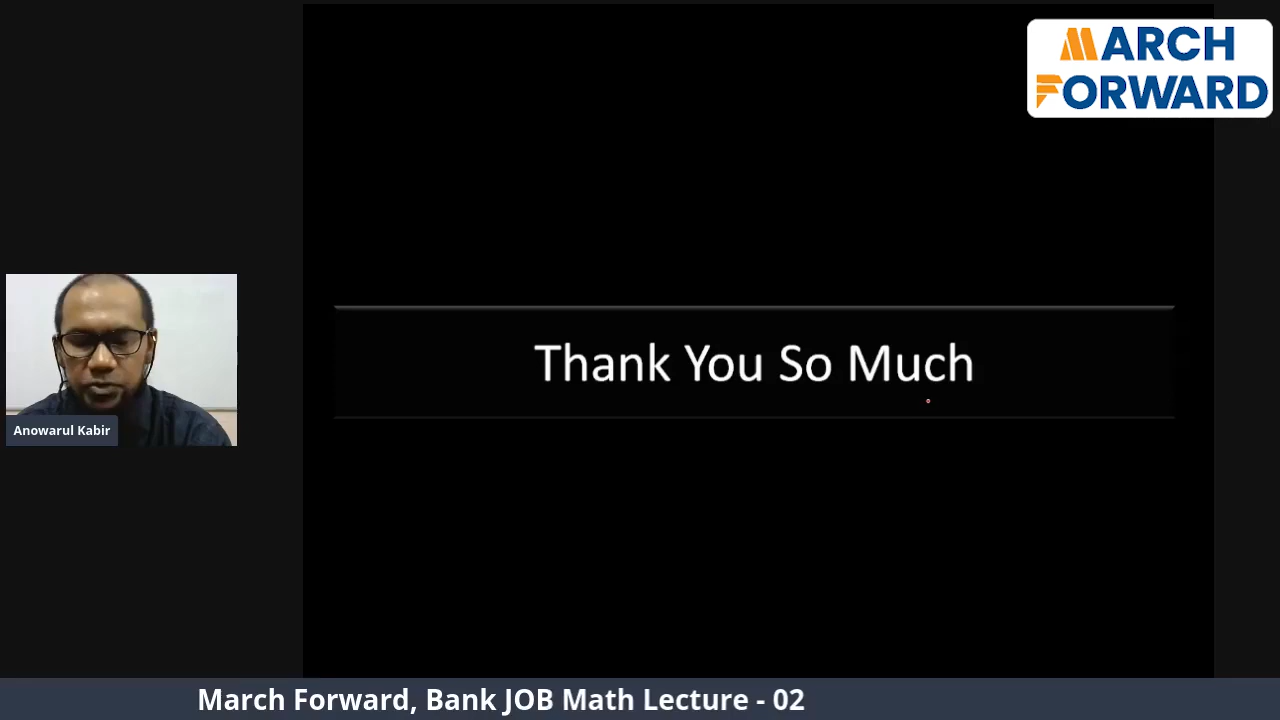 MARCH
FORWARD
Thank You So Much
Anowarul Kabir
March Forward, Bank JOB Math Lecture - 02